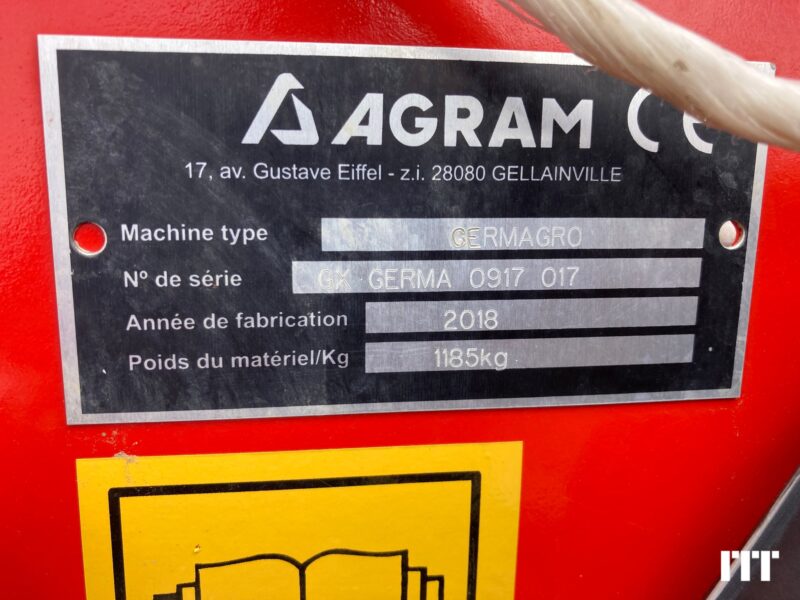 AGRAM CE
17, av. Gustave Eiffel - z.i. 28080 GELLAINVILLE
Machine type GERMAGRO
Nº de série GX GERMA 0917 017
Année de fabrication 2018
Poids du matériel/Kg 1185kg
ITT